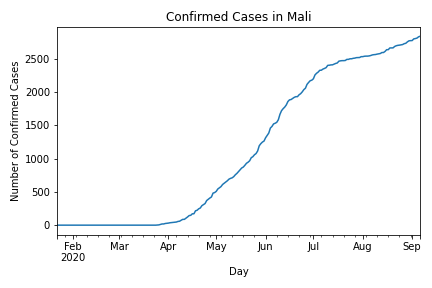 Confirmed Cases in Mali
Number of Confirmed Cases
2500
2000
1500
1000
500
0
Feb Mar Apr May Jun Jul Aug Sep
2020
Day